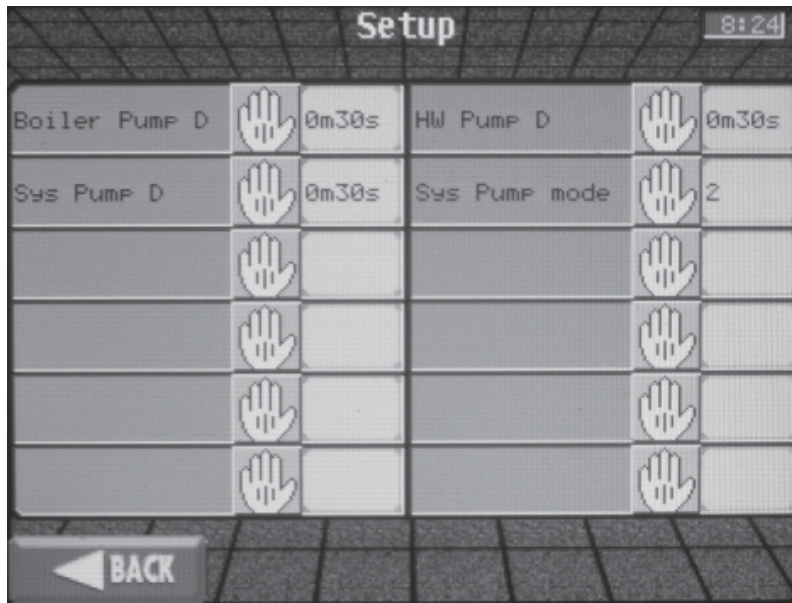 Setup
8:24
Boiler Pump D 0m30s HW Pump D 0m30s
Sys Pump D 0m30s Sys Pump mode 2
BACK